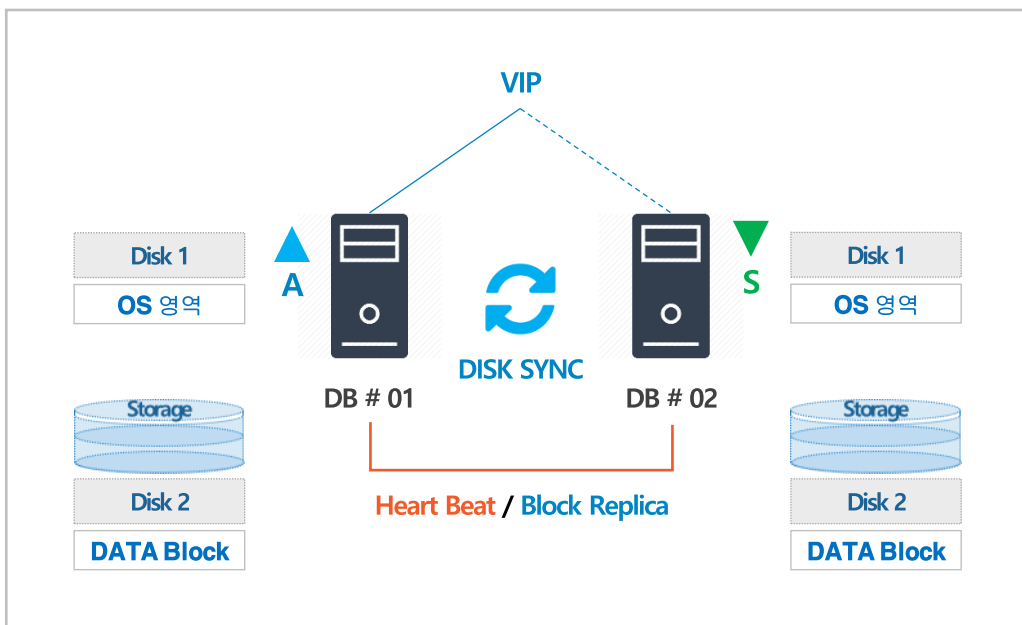 VIP
Disk 1
OS 영역
A
S
Disk 1
OS 영역
DISK SYNC
DB # 01
DB # 02
Storage
Disk 2
DATA Block
Heart Beat / Block Replica
Storage
Disk 2
DATA Block